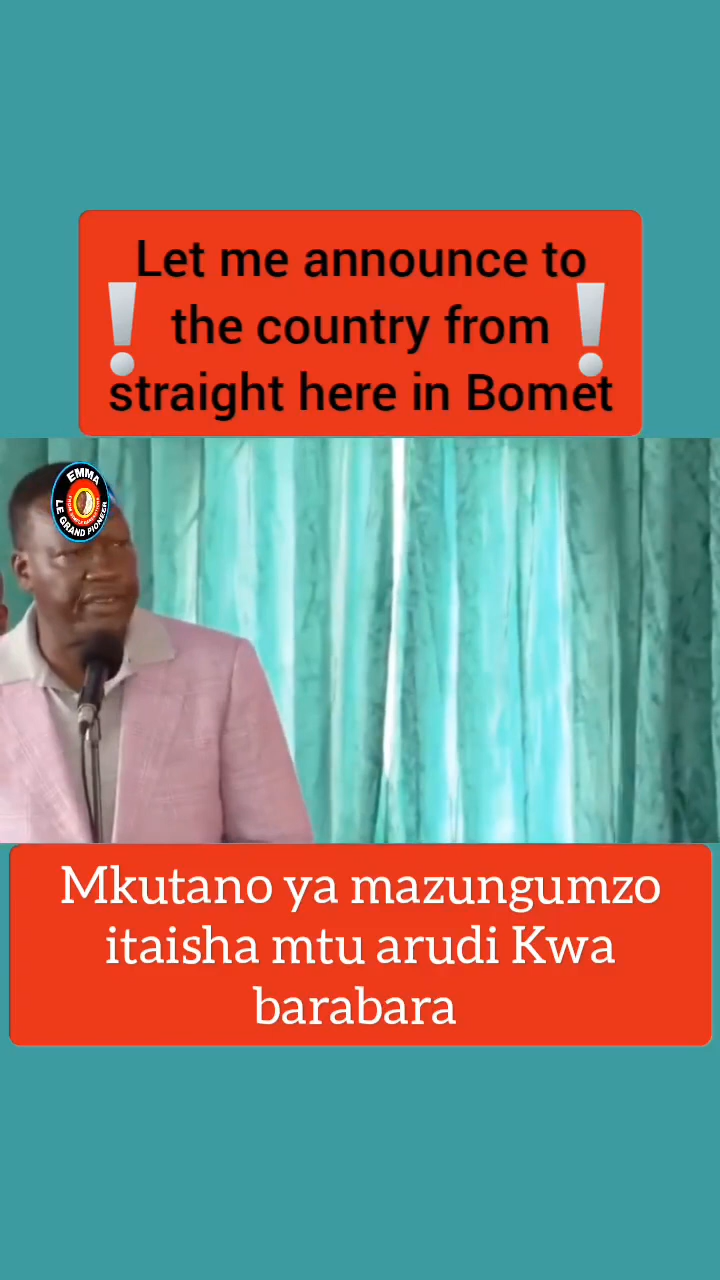 Let me announce to
the country from
straight here in Bomet
EMMA
LE GRAND PIONEER
Mkutano ya mazungumzo
itaisha mtu arudi Kwa
barabara